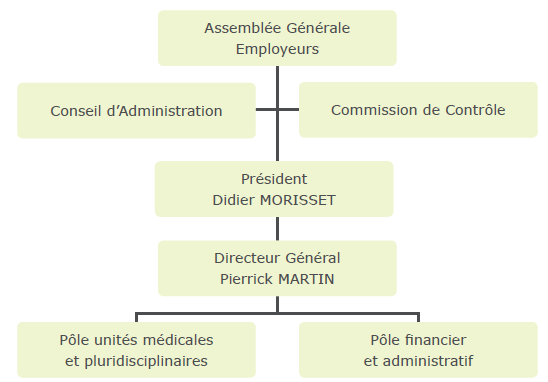 Assemblée Générale
Employeurs
Conseil d’Administration
Commission de Contrôle
Président
Didier MORISSET
Directeur Général
Pierrick MARTIN
Pôle unités médicales
et pluridisciplinaires
Pôle financier
et administratif